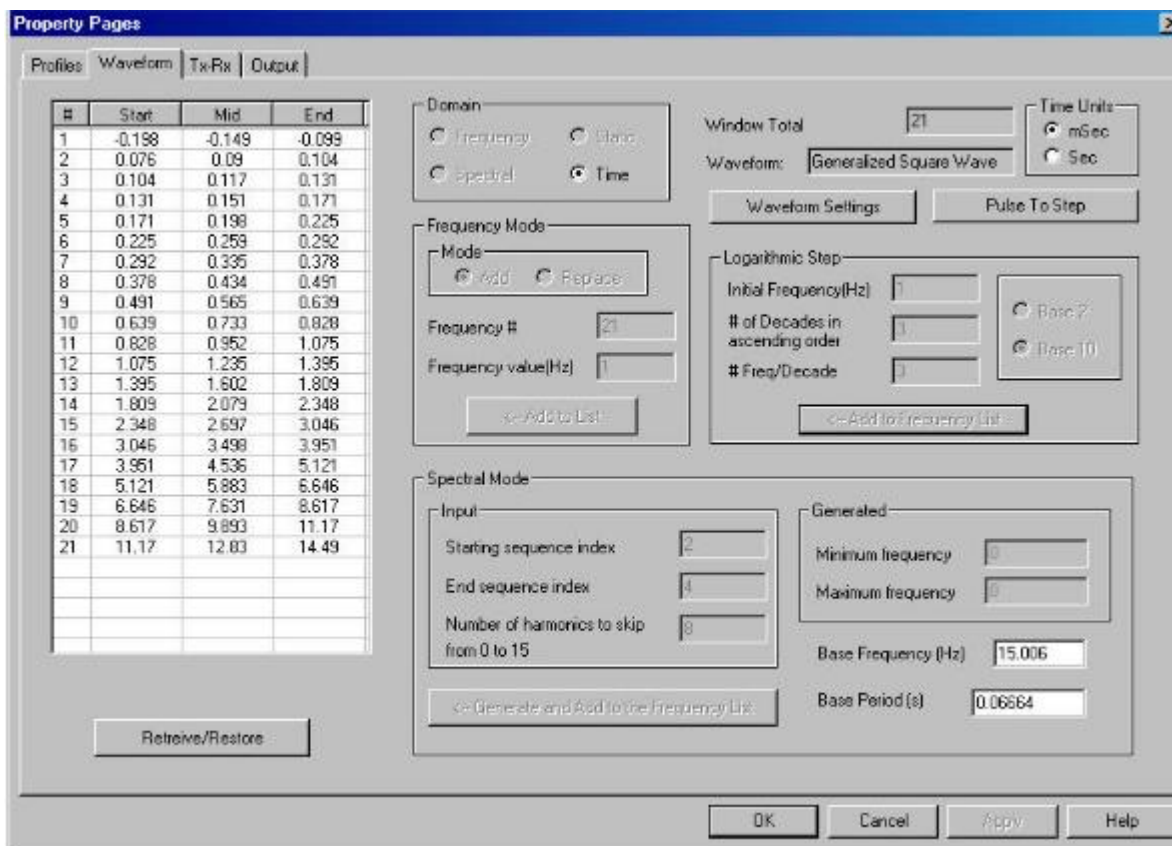 Property Pages
Profiles Waveform Tx-Rx Output
# Start Mid End
1 -0.198 -0.149 -0.099
2 0.076 0.09 0.104
3 0.104 0.117 0.131
4 0.131 0.151 0.171
5 0.171 0.198 0.225
6 0.225 0.259 0.292
7 0.292 0.335 0.378
8 0.378 0.434 0.491
9 0.491 0.565 0.639
10 0.639 0.733 0.828
11 0.828 0.952 1.075
12 1.075 1.235 1.395
13 1.395 1.602 1.809
14 1.809 2.079 2.348
15 2.348 2.697 3.046
16 3.046 3.498 3.951
17 3.951 4.536 5.121
18 5.121 5.883 6.646
19 6.646 7.631 8.617
20 8.617 9.893 11.17
21 11.17 12.83 14.49
Retreive/Restore
Domain
Frequency Static
Spectral Time
Window Total 21
Waveform: Generalized Square Wave
Time Units
mSec
Sec
Waveform Settings Pulse To Step
Frequency Mode
Mode
Add Replace
Frequency # 21
Frequency value(Hz) 1
<-- Add to List
Logarithmic Step
Initial Frequency(Hz) 1
# of Decades in
ascending order 3
# Freq/Decade 3
Base 2
Base 10
<-- Add to Frequency List
Spectral Mode
Input
Starting sequence index 2
End sequence index 4
Number of harmonics to skip
from 0 to 15 8
<-- Generate and Add to the Frequency List
Generated
Minimum frequency 0
Maximum frequency 0
Base Frequency (Hz) 15.006
Base Period (s) 0.06664
OK Cancel Apply Help